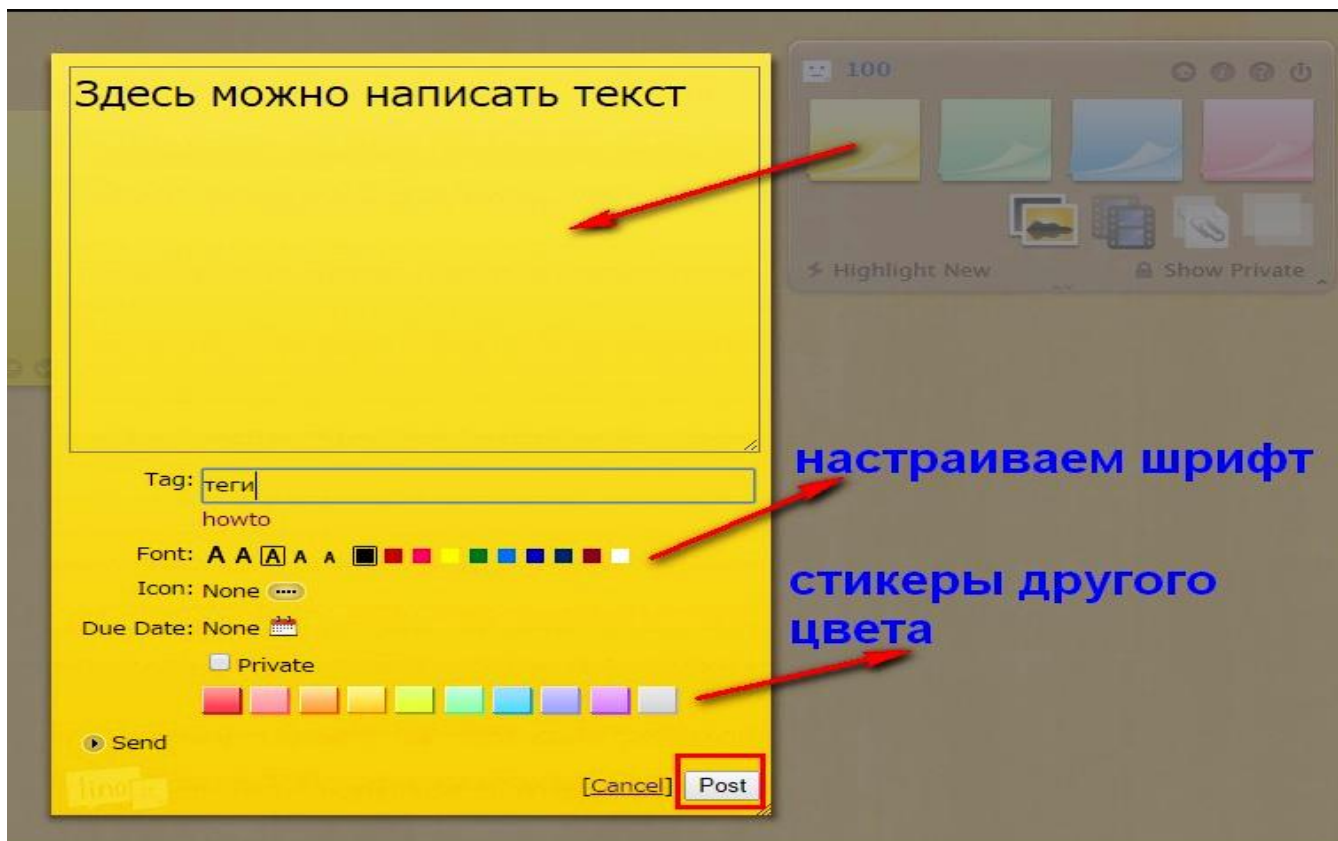 Здесь можно написать текст
100
Highlight New
Show Private
настраиваем шрифт
Tag: теги
howto
Font: A A A A A
стикеры другого
цвета
Icon: None
Due Date: None
Private
Send
lino
[Cancel] Post